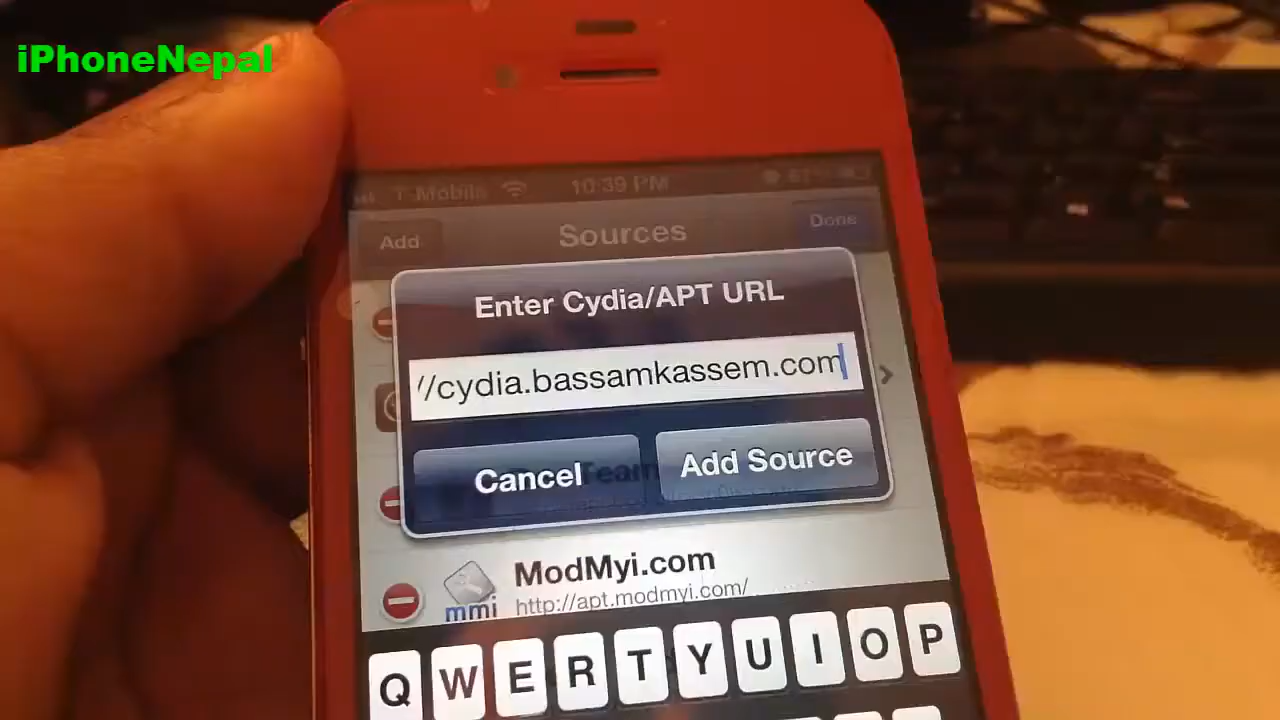 iPhoneNepal
T-Mobile 10:39 PM
Add Sources Done
Enter Cydia/APT URL
//cydia.bassamkassem.com
Cancel Add Source
Team
ModMyi.com
mmi http://apt.modmyi.com/
Q W E R T Y U I O P